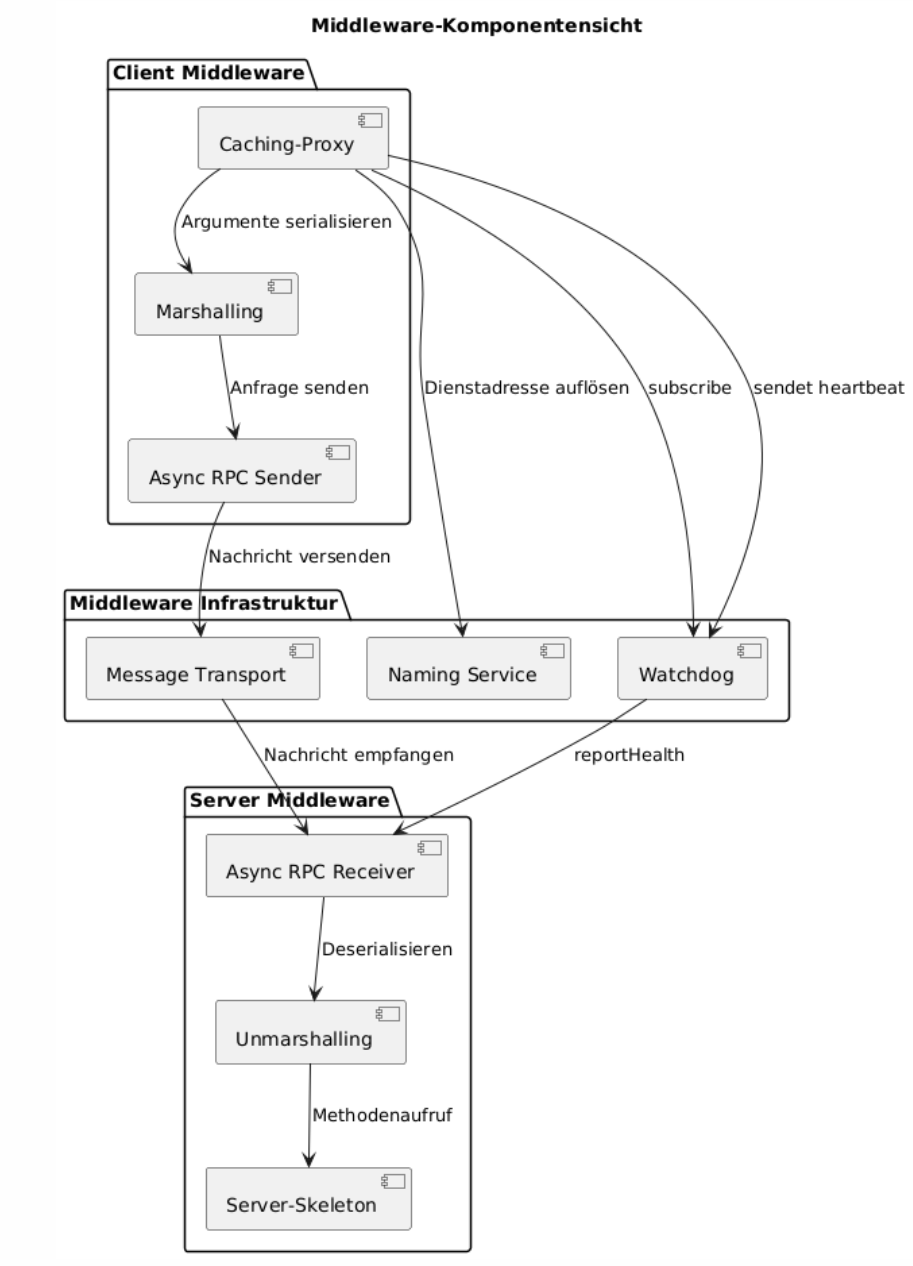 Middleware-Komponentensicht
Client Middleware
Caching-Proxy
Argumente serialisieren
Marshalling
Anfrage senden
Dienstadresse auflösen
subscribe
sendet heartbeat
Async RPC Sender
Nachricht versenden
Middleware Infrastruktur
Message Transport
Naming Service
Watchdog
Nachricht empfangen
reportHealth
Server Middleware
Async RPC Receiver
Deserialisieren
Unmarshalling
Methodenaufruf
Server-Skeleton